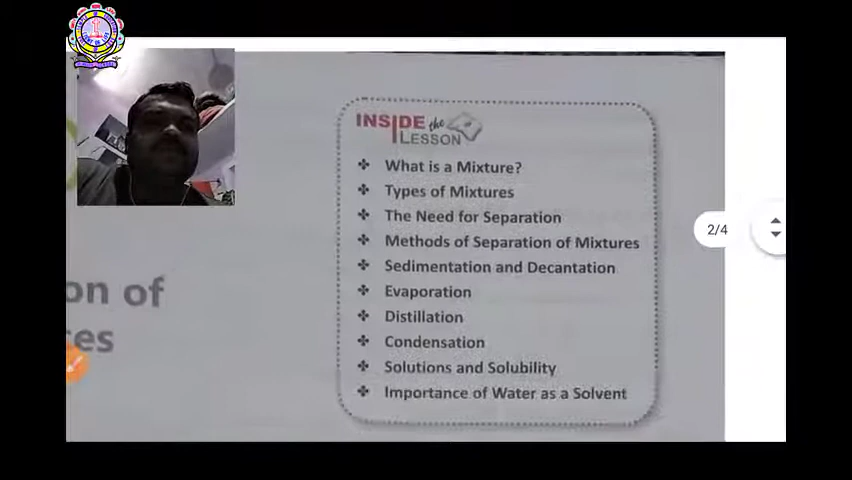 INSIDE the
LESSON
❖ What is a Mixture?
❖ Types of Mixtures
❖ The Need for Separation
❖ Methods of Separation of Mixtures
❖ Sedimentation and Decantation
❖ Evaporation
❖ Distillation
❖ Condensation
❖ Solutions and Solubility
❖ Importance of Water as a Solvent
2/4
on of
ces